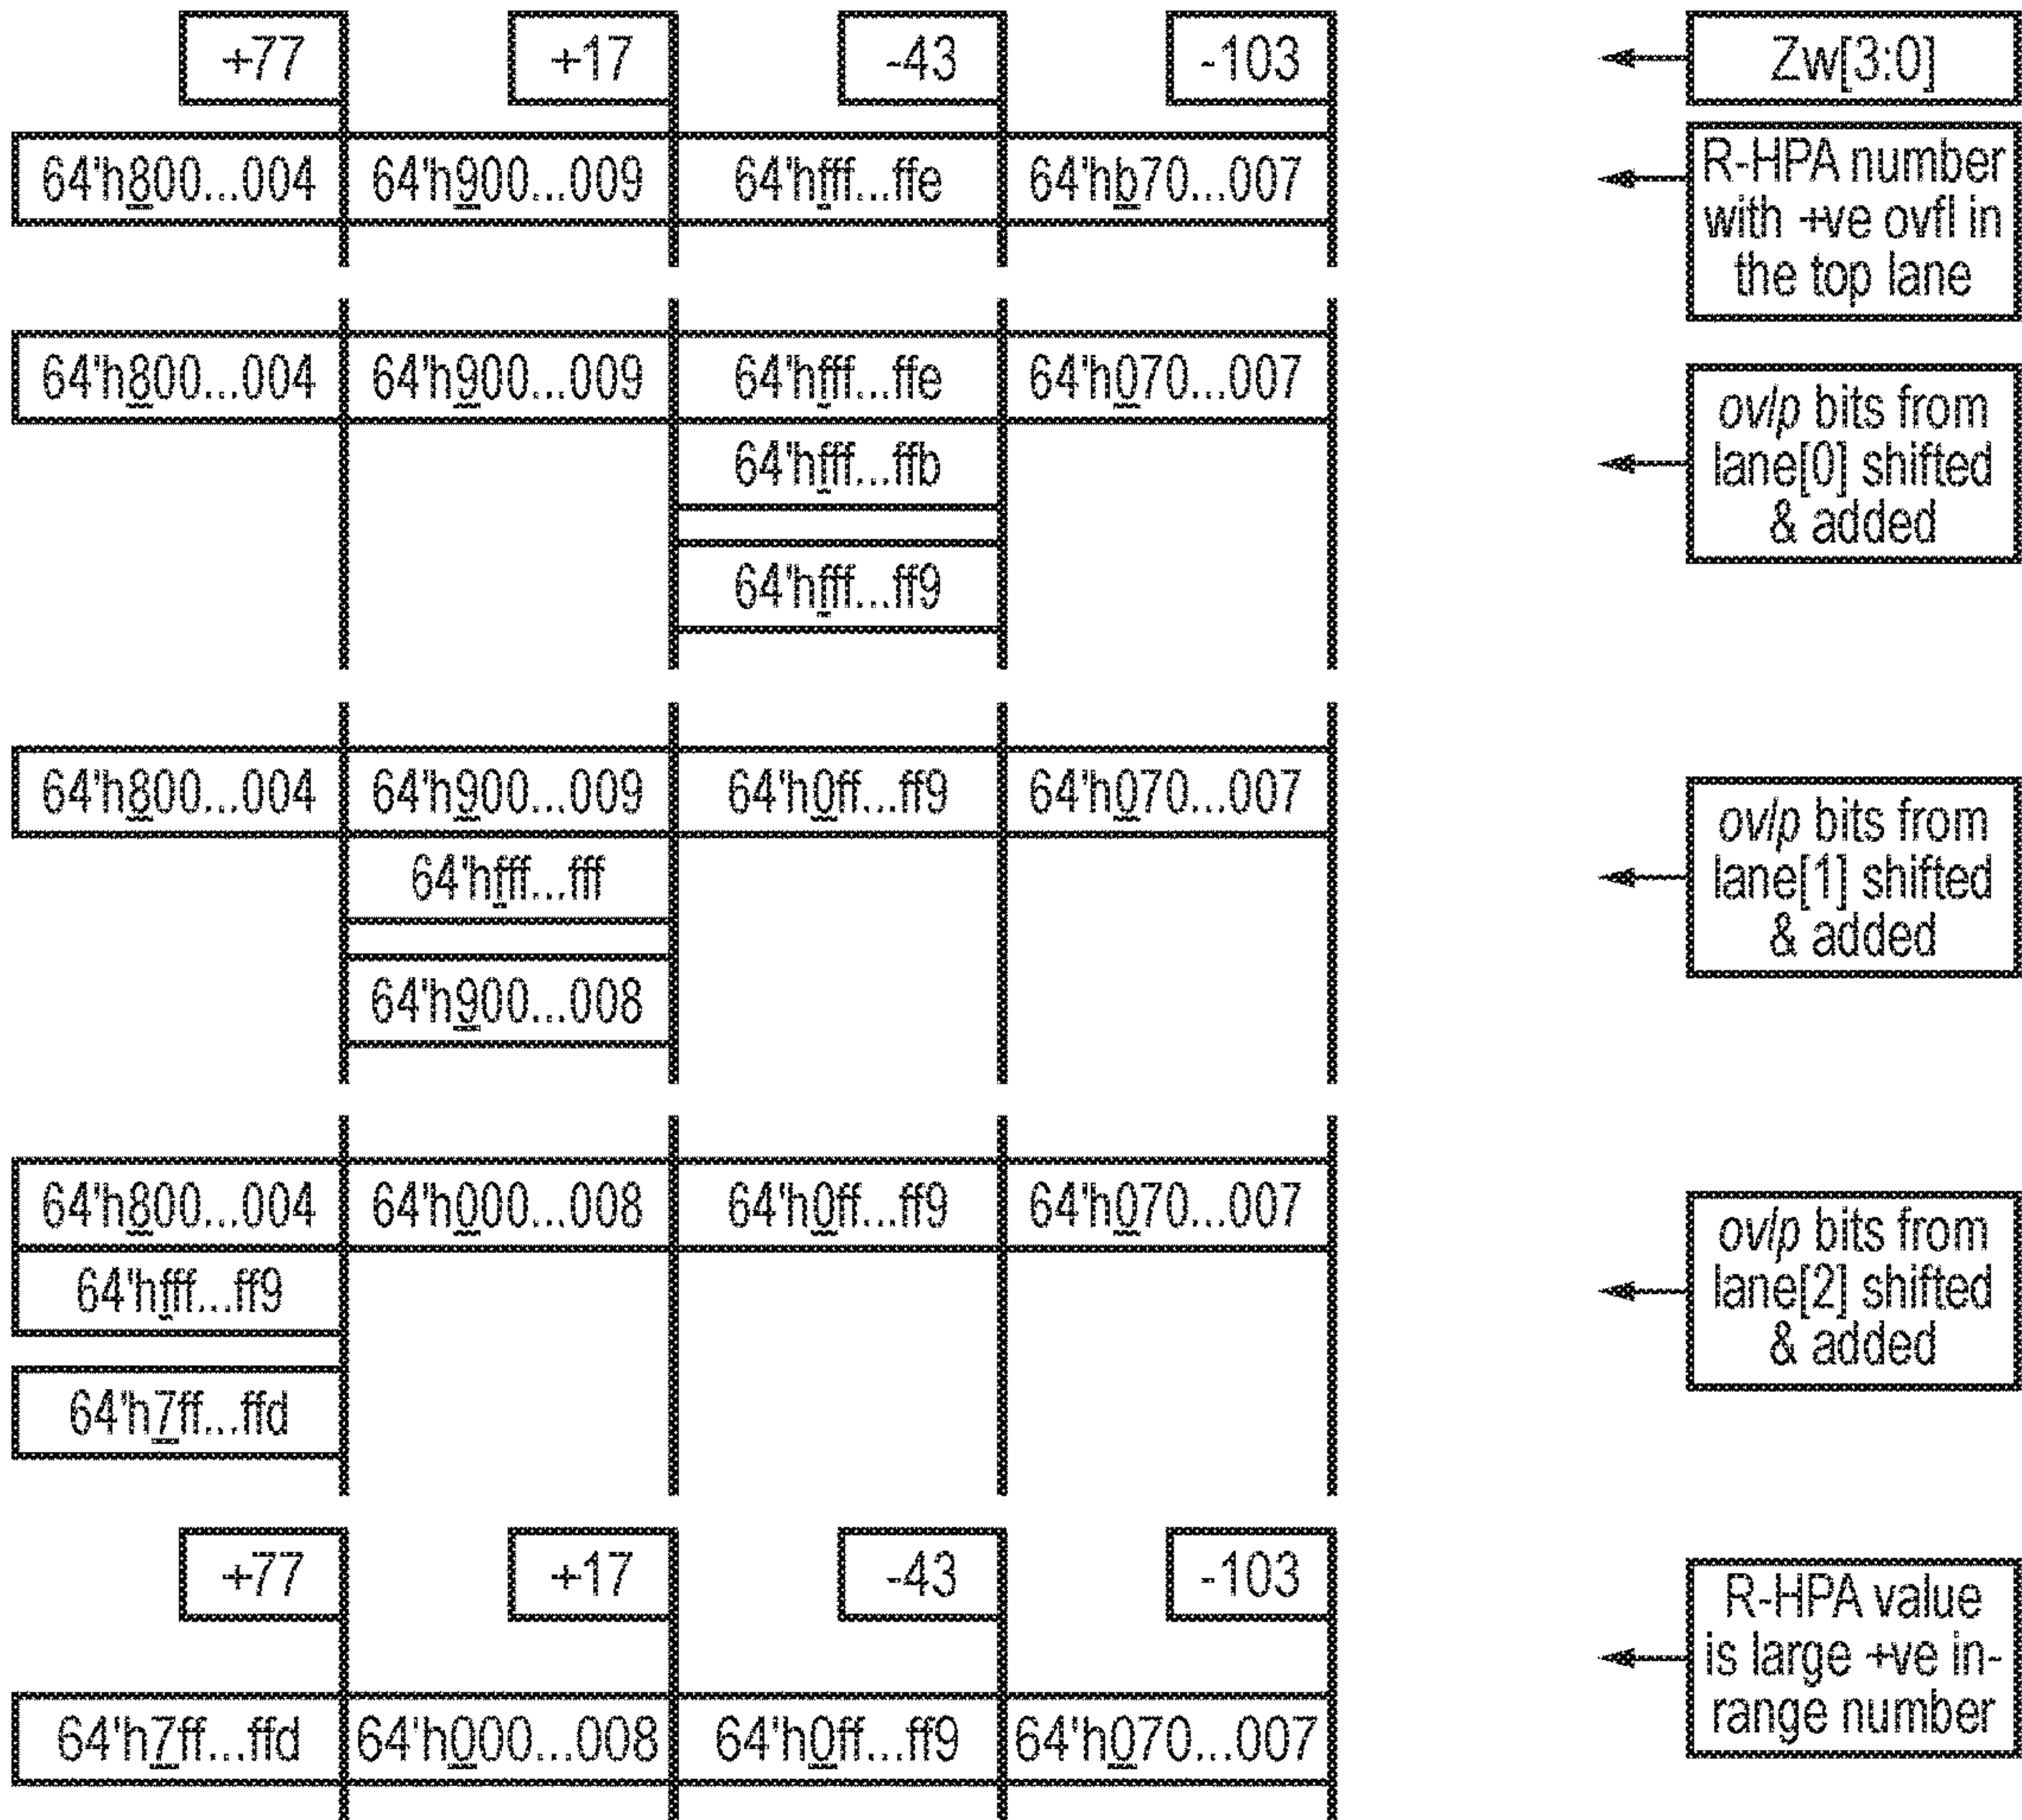 +77 +17 -43 -103 Zw[3:0]
64'h800...004 64'h900...009 64'hfff...ffe 64'hb70...007
R-HPA number
with +ve ovfl in
the top lane
64'h800...004 64'h900...009 64'hfff...ffe 64'h070...007
64'hfff...ffb
64'hfff...ff9
ovlp bits from
lane[0] shifted
& added
64'h800...004 64'h900...009 64'h0ff...ff9 64'h070...007
64'hfff...fff
64'h900...008
ovlp bits from
lane[1] shifted
& added
64'h800...004 64'h000...008 64'h0ff...ff9 64'h070...007
64'hfff...ff9
64'h7ff...ffd
ovlp bits from
lane[2] shifted
& added
+77 +17 -43 -103
R-HPA value
is large +ve in-
range number
64'h7ff...ffd 64'h000...008 64'h0ff...ff9 64'h070...007